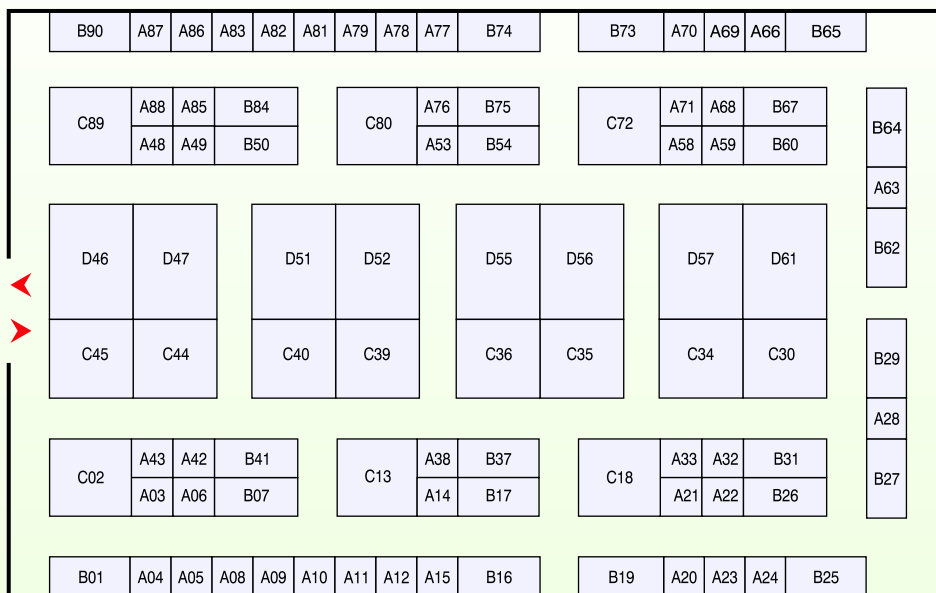 B90 A87 A86 A83 A82 A81 A79 A78 A77 B74 B73 A70 A69 A66 B65
C89 A88 A85 B84 C80 A76 B75 C72 A71 A68 B67
A48 A49 B50 A53 B54 A58 A59 B60
B64
A63
B62
D46 D47 D51 D52 D55 D56 D57 D61
C45 C44 C40 C39 C36 C35 C34 C30
B29
A28
B27
C02 A43 A42 B41 C13 A38 B37 C18 A33 A32 B31
A03 A06 B07 A14 B17 A21 A22 B26
B01 A04 A05 A08 A09 A10 A11 A12 A15 B16 B19 A20 A23 A24 B25